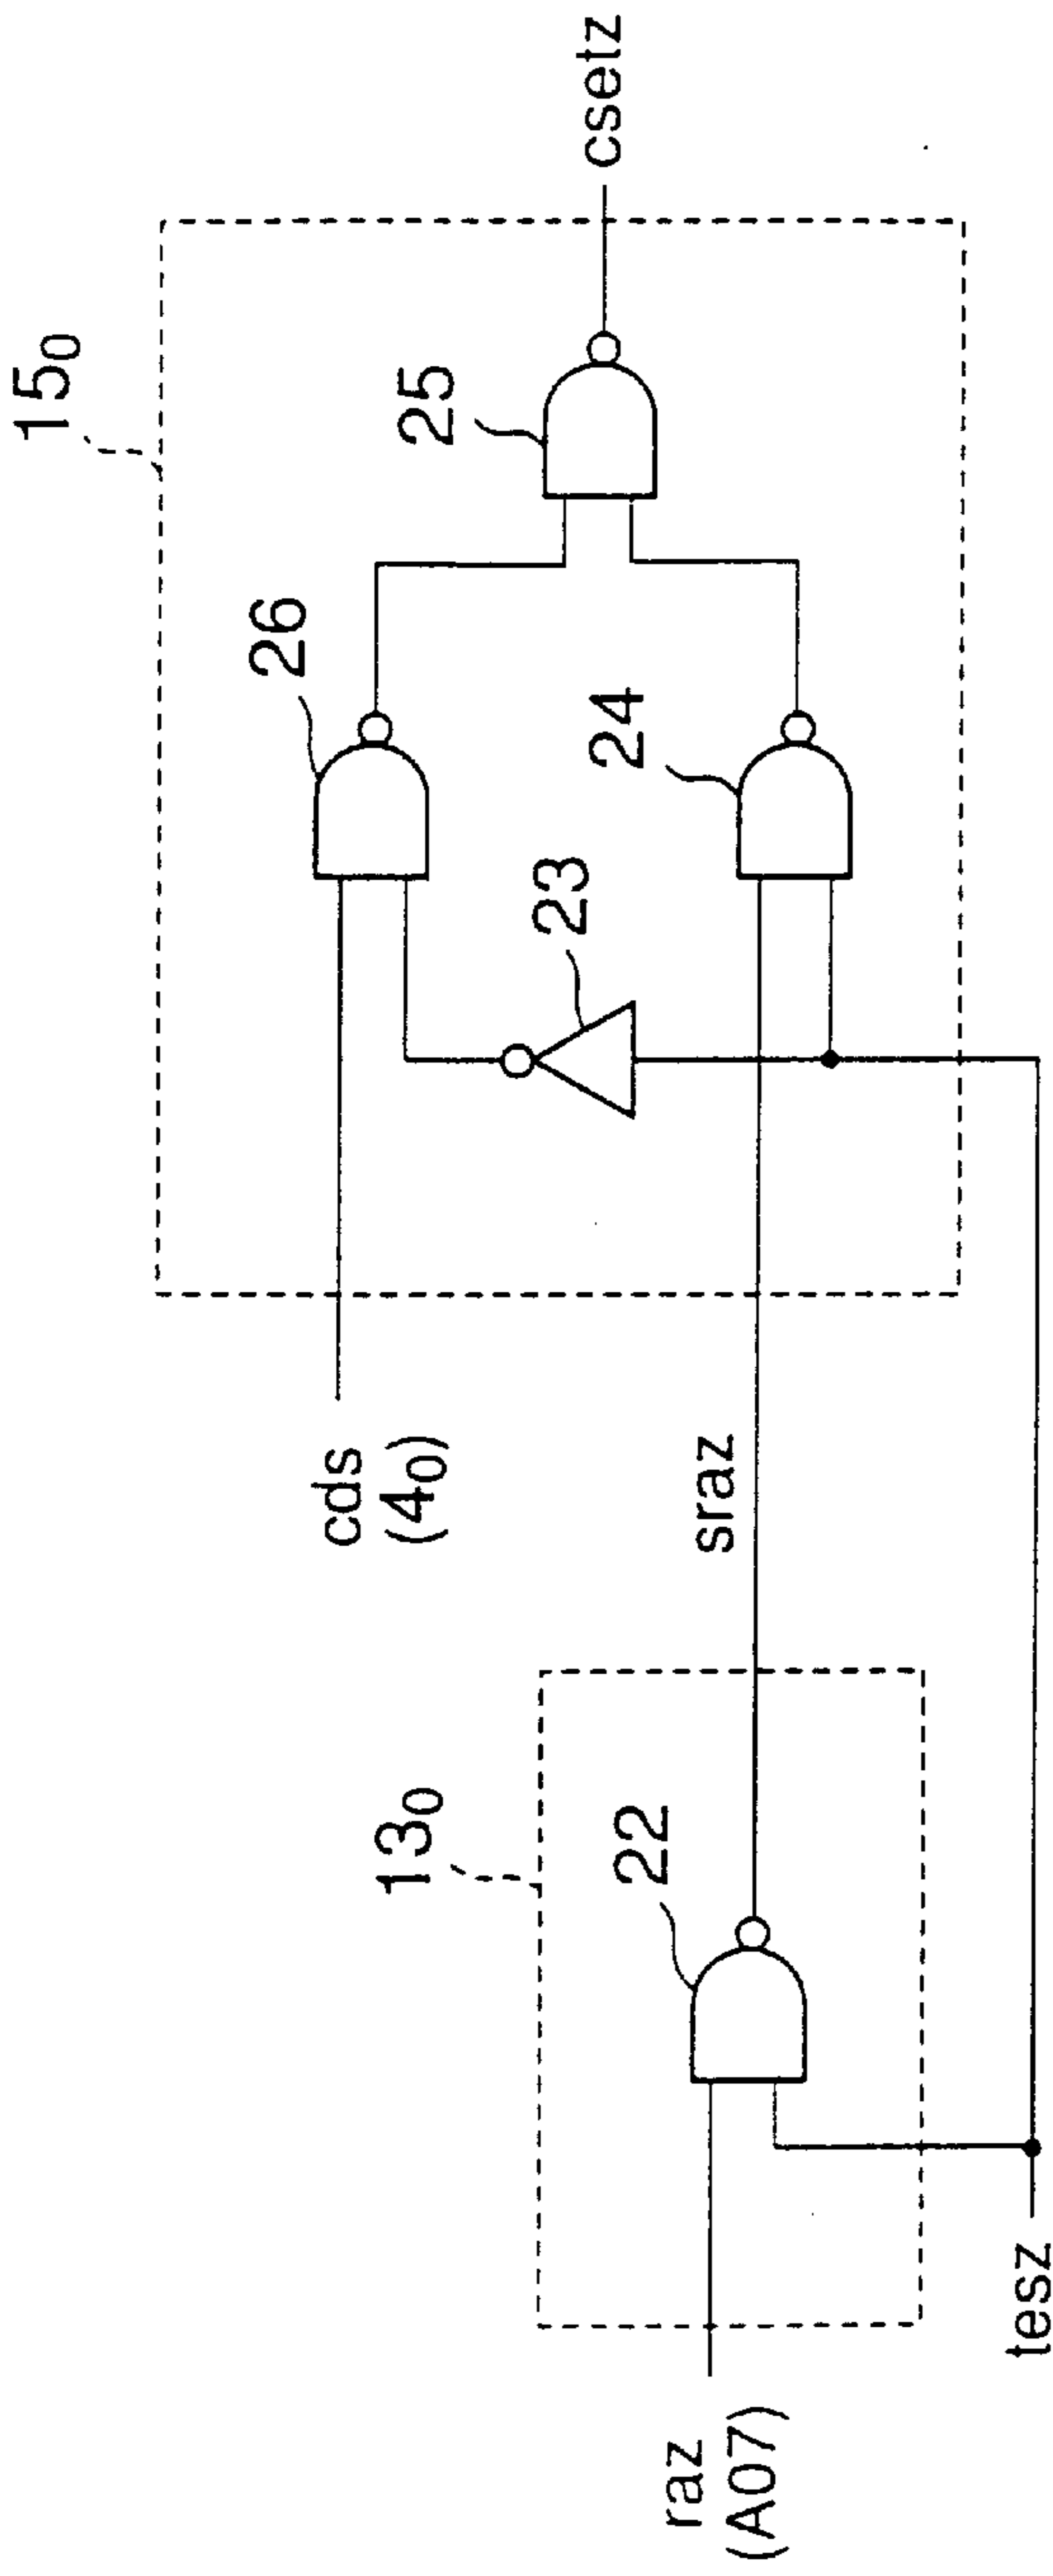 15₀
csetz
25
26
24
23
cds
(4₀)
sraz
13₀
22
raz
(A07)
tesz